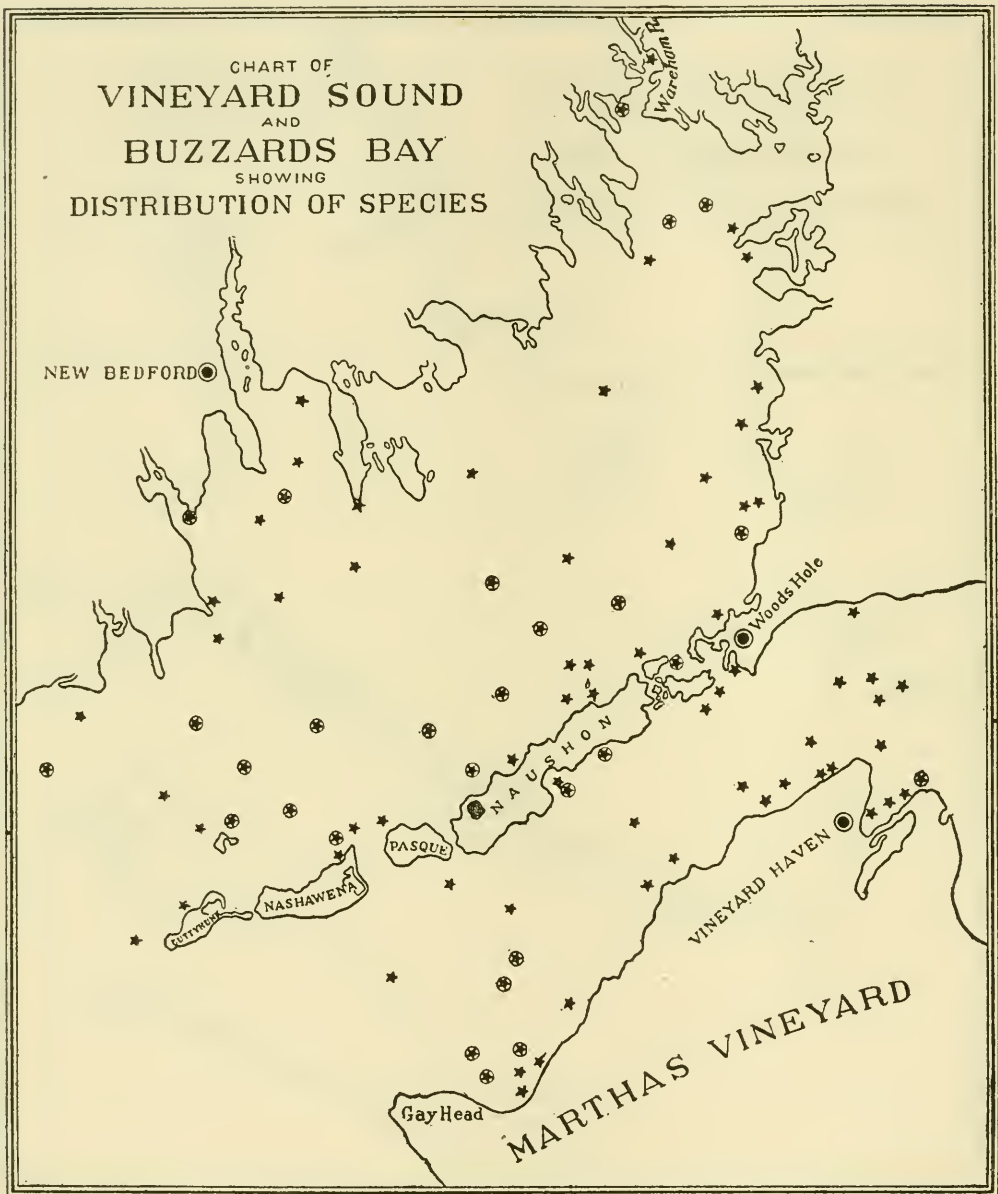 CHART OF
VINEYARD SOUND
AND
BUZZARDS BAY
SHOWING
DISTRIBUTION OF SPECIES
Wareham
NEW BEDFORD
Woods Hole
NAUSHON
PASQUE
NASHAWENA
CUTTYHUNK
VINEYARD HAVEN
MARTHAS VINEYARD
Gay Head